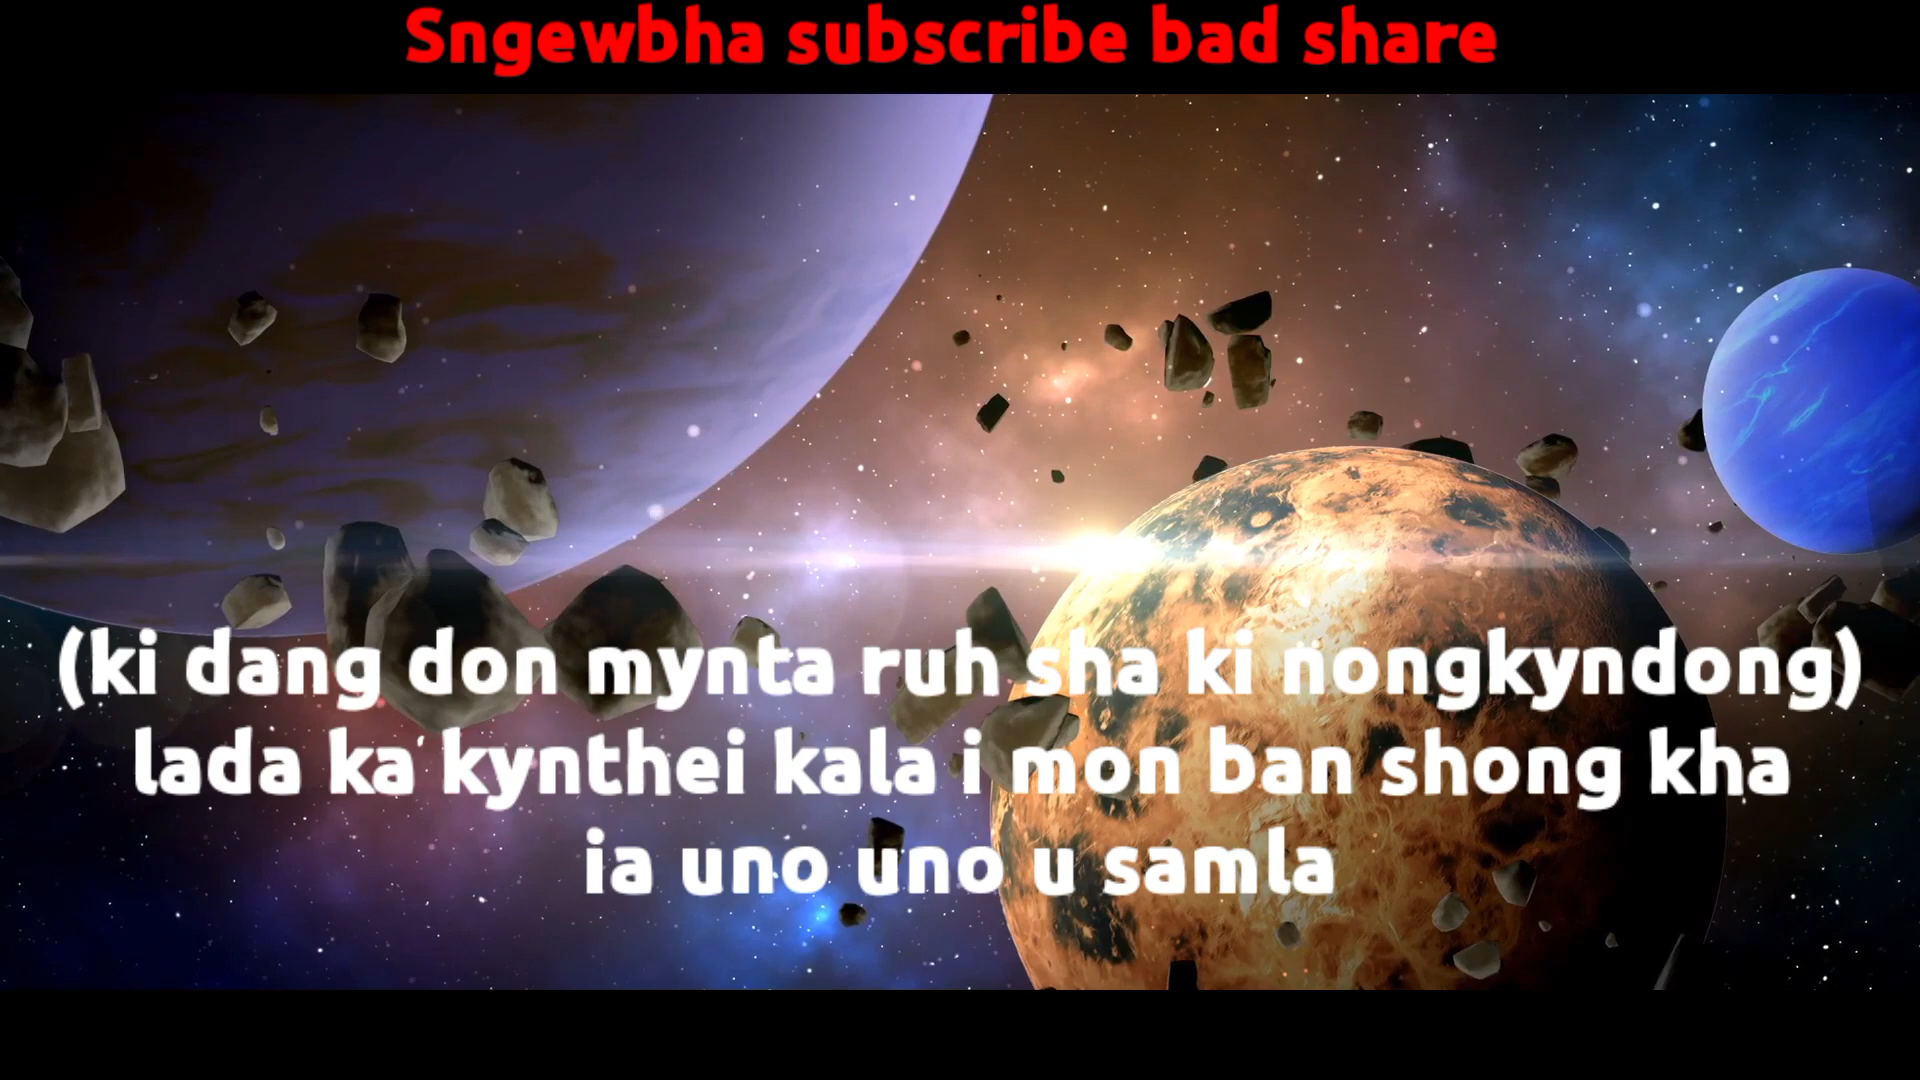 Sngewbha subscribe bad share
(ki dang don mynta ruh sha ki nongkyndong)
lada ka' kynthei kala i mon ban shong kha
ia uno uno u samla